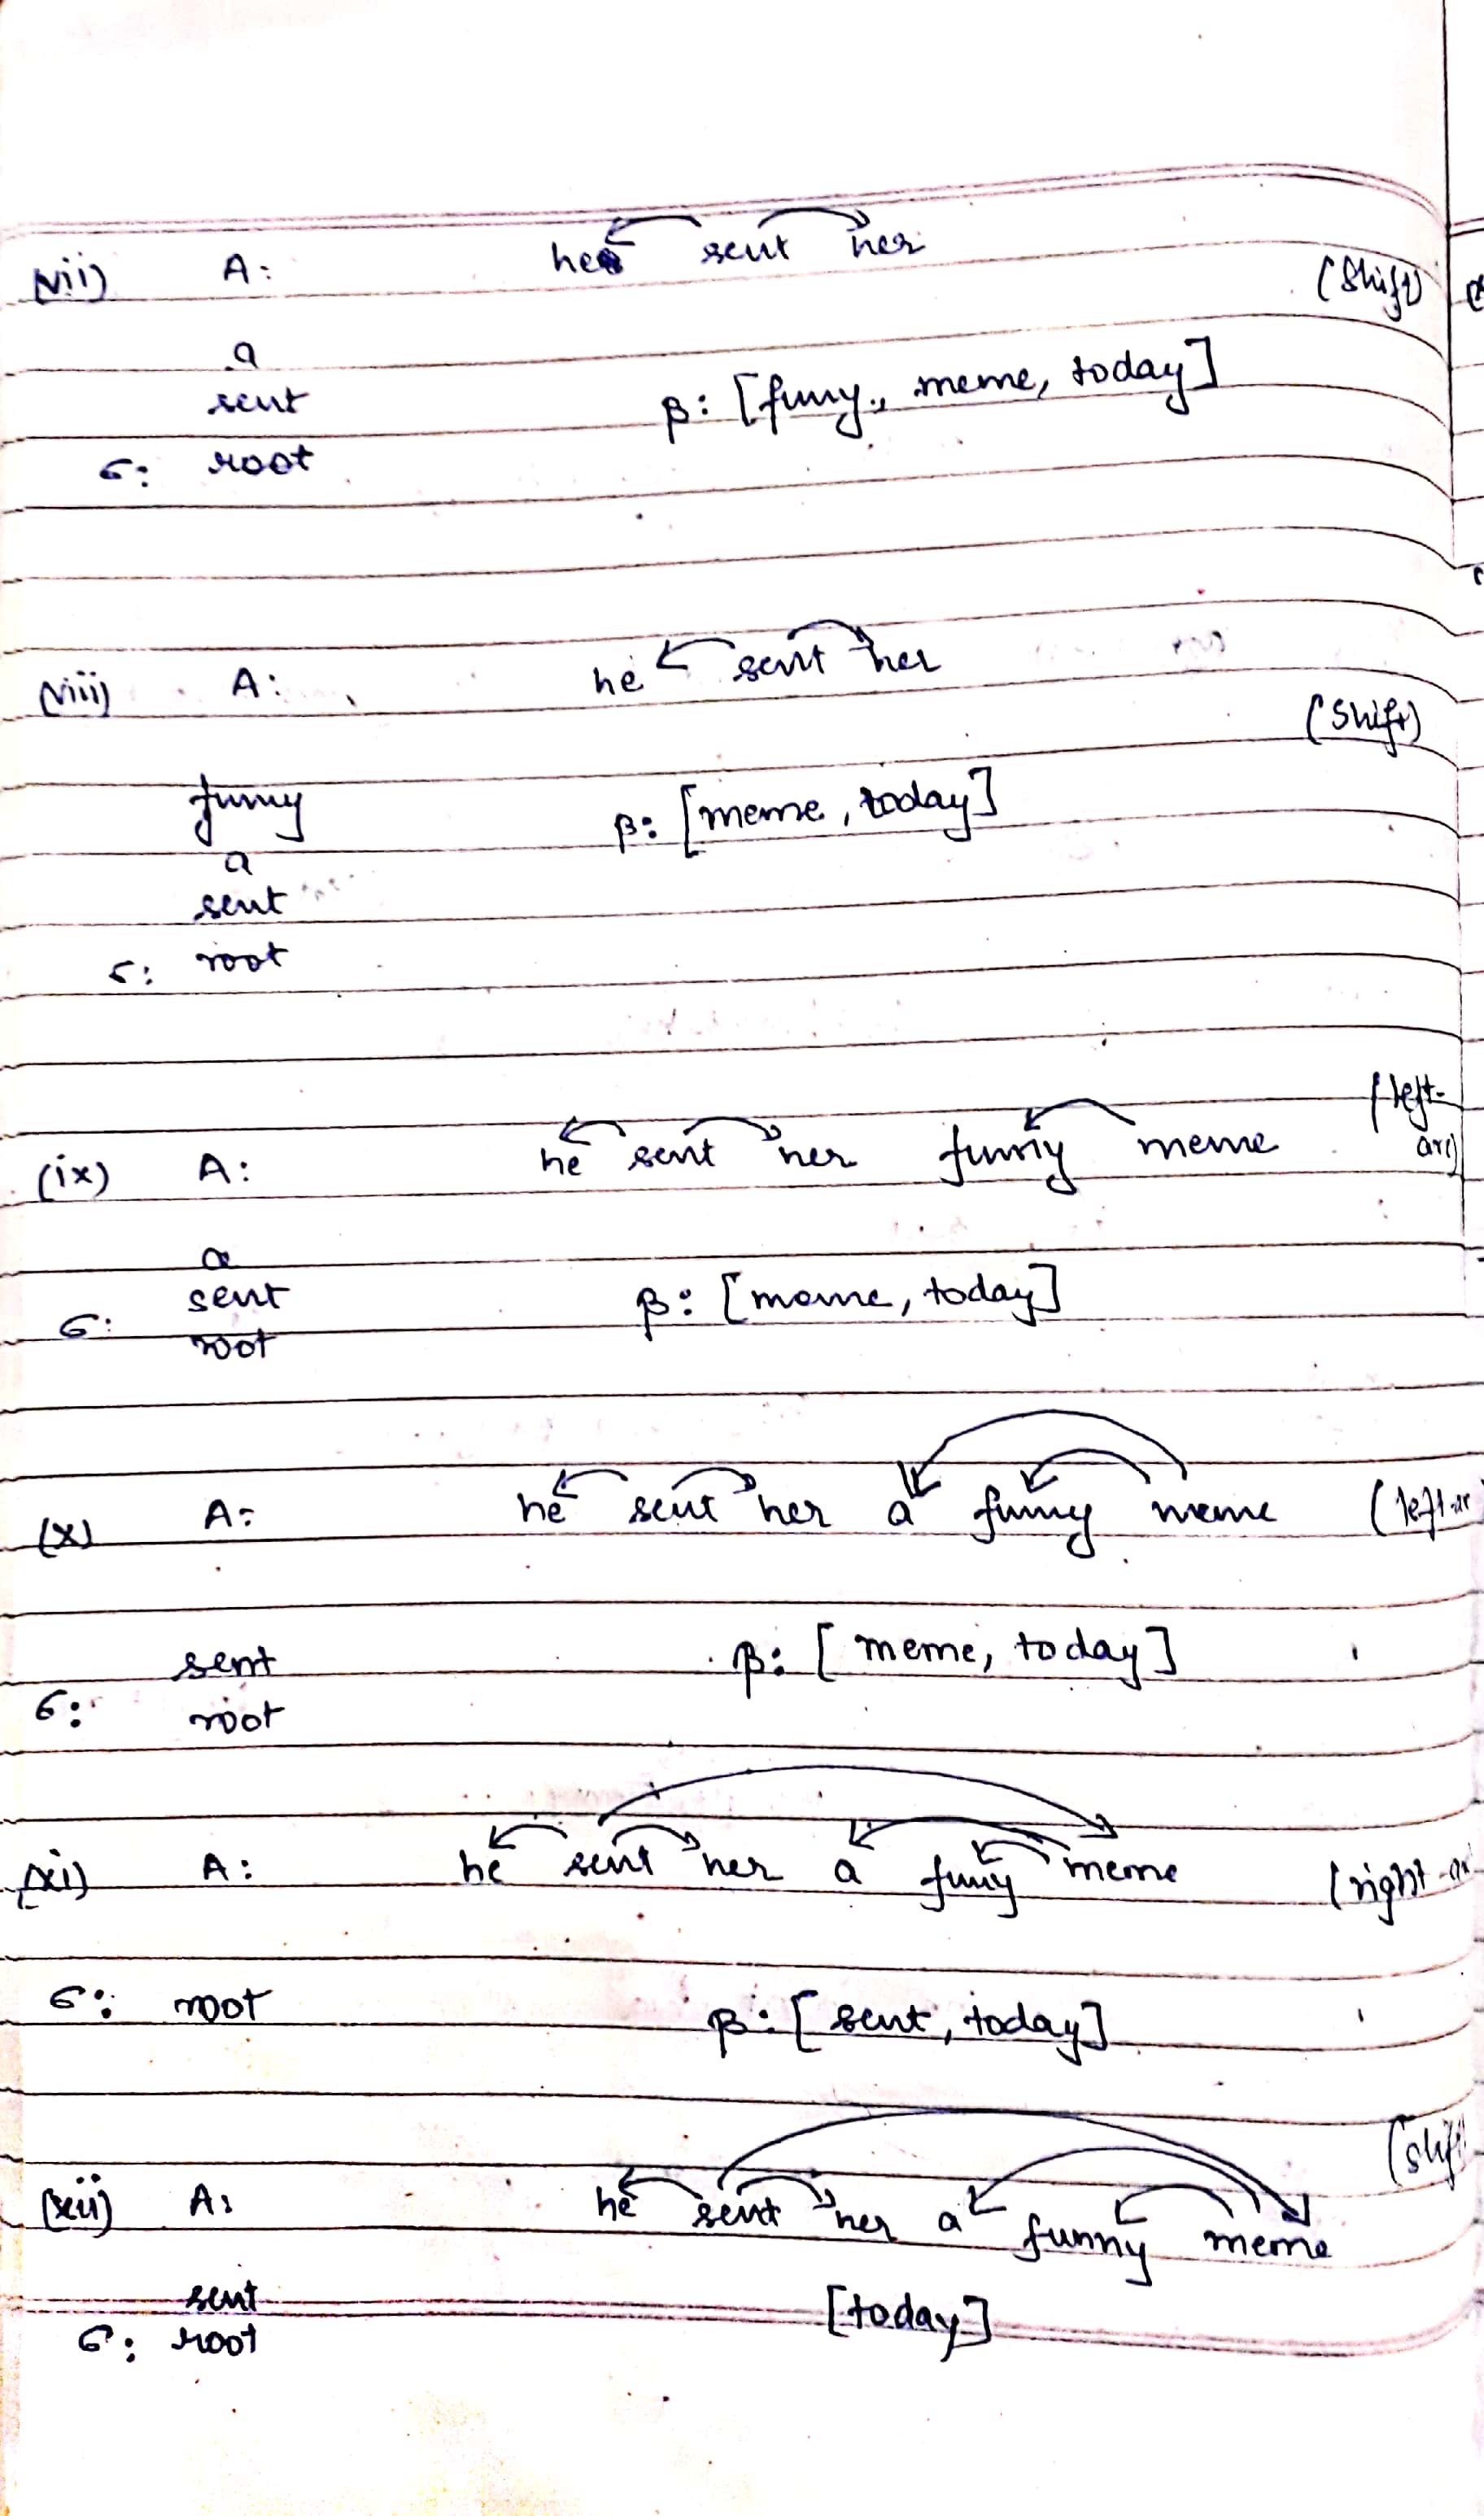 (vii) A: he sent her
(Shift)
a
sent
β: [funny, meme, today]
σ: root
(viii) A: he sent her
(Shift)
funny
β: [meme, today]
a
sent
σ: root
(left-
(ix) A: he sent her funny meme
arc)
a
sent
β: [meme, today]
σ:
root
(x) A: he sent her a funny meme (left-ar
sent
β: [meme, today]
σ: root
(xi) A: he sent her a funny meme (right-ar
σ: root β: [sent, today]
(shif
(xii) A: he sent her a funny meme
sent
[today]
σ: root